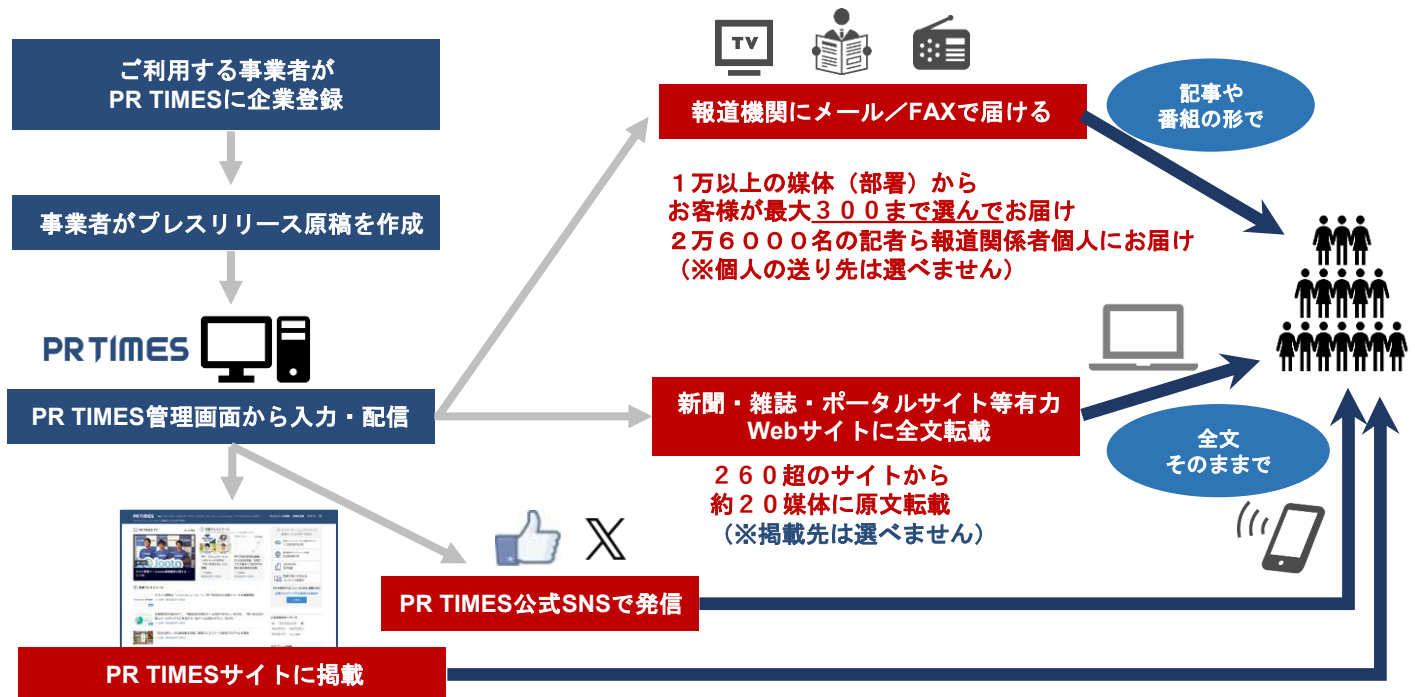 ご利用する事業者が
PR TIMESに企業登録
事業者がプレスリリース原稿を作成
PR TIMES
PR TIMES管理画面から入力・配信
TV
報道機関にメール／FAXで届ける
記事や
番組の形で
１万以上の媒体（部署）から
お客様が最大３００まで選んでお届け
２万６０００名の記者ら報道関係者個人にお届け
（※個人の送り先は選べません）
新聞・雑誌・ポータルサイト等有力
Webサイトに全文転載
全文
そのままで
２６０超のサイトから
約２０媒体に原文転載
（※掲載先は選べません）
X
PR TIMES公式SNSで発信
PR TIMES
Jooto
PR TIMESサイトに掲載